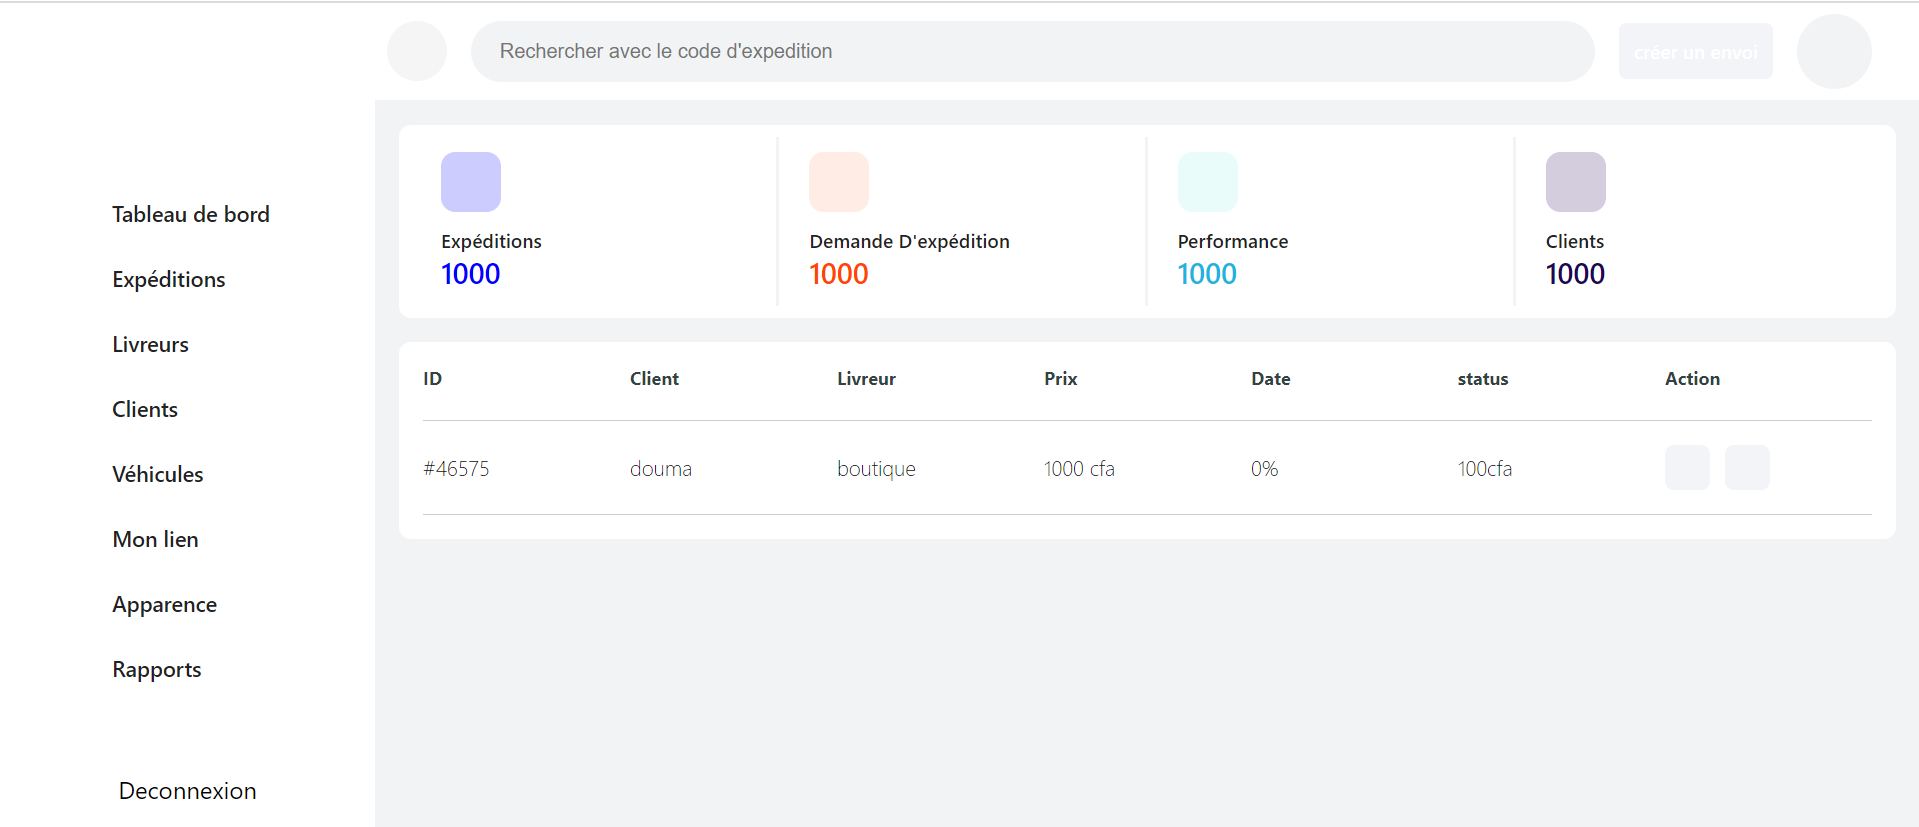 Rechercher avec le code d'expedition
créer un envoi
Tableau de bord
Expéditions
Livreurs
Clients
Véhicules
Mon lien
Apparence
Rapports
Deconnexion
Expéditions
1000
Demande D'expédition
1000
Performance
1000
Clients
1000
ID Client Livreur Prix Date status Action
#46575 douma boutique 1000 cfa 0% 100cfa